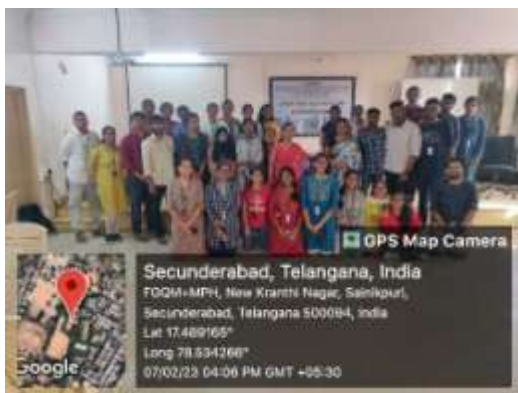 GPS Map Camera
Secunderabad, Telangana, India
FGQM+MPH, New Kranthi Nagar, Sainikpuri,
Secunderabad, Telangana 500094, India
Lat 17.489165°
Long 78.534266°
07/02/23 04:06 PM GMT +05:30
Google